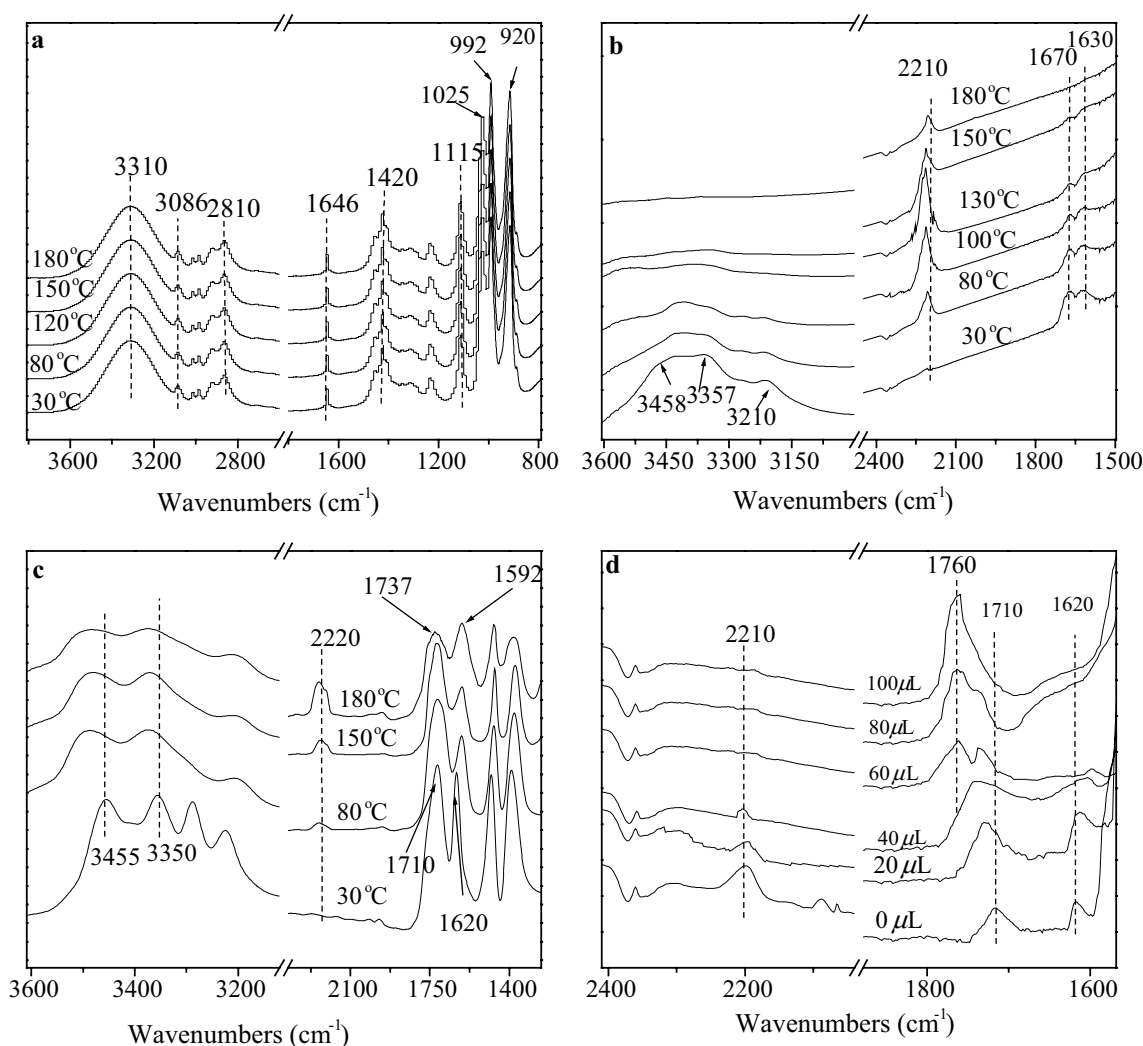 a
992
920
1025
3310
3086
2810
1646
1420
1115
180°C
150°C
120°C
80°C
30°C
3600
3200
2800
1600
1200
800
Wavenumbers (cm-1)
b
2210
1670
1630
180°C
150°C
130°C
100°C
80°C
30°C
3458
3357
3210
3600
3450
3300
3150
2400
2100
1800
1500
Wavenumbers (cm-1)
c
1737
1592
2220
180°C
150°C
80°C
30°C
3455
3350
1710
1620
3600
3400
3200
2100
1750
1400
Wavenumbers (cm-1)
d
1760
1710
1620
2210
100μL
80μL
60μL
40μL
20μL
0 μL
2400
2200
1800
1600
Wavenumbers (cm-1)